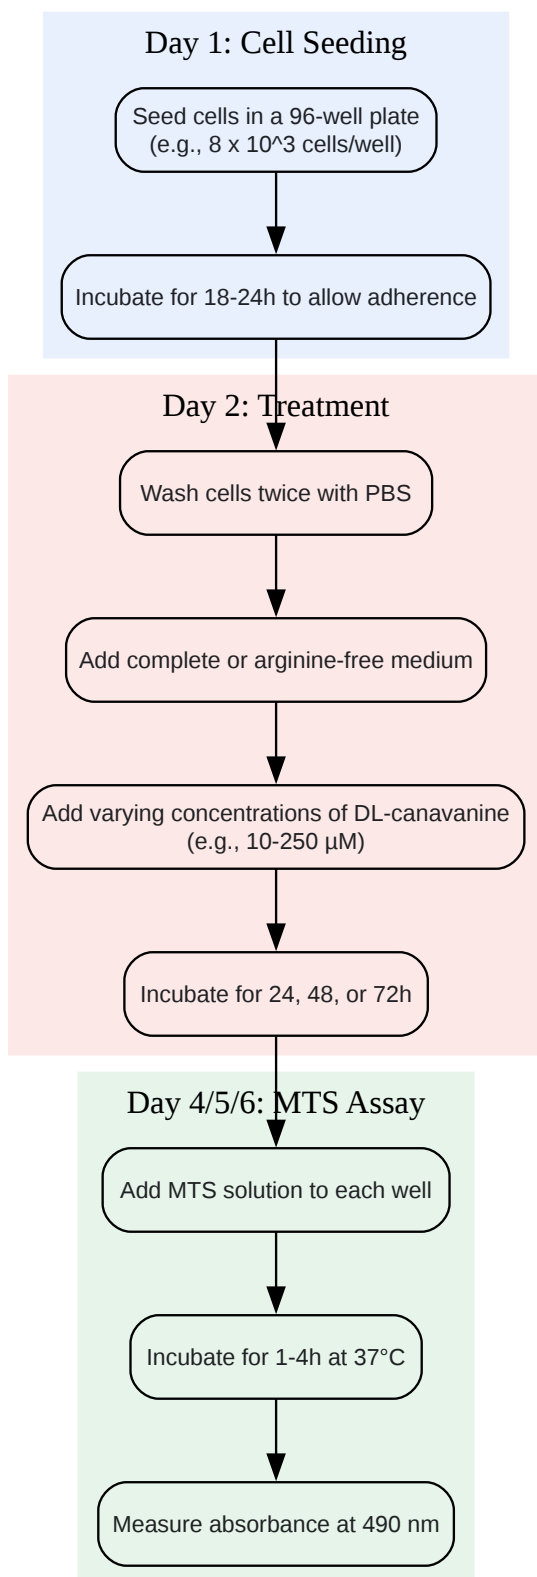 Day 1: Cell Seeding
Seed cells in a 96-well plate
(e.g., 8 x 10^3 cells/well)
Incubate for 18-24h to allow adherence
Day 2: Treatment
Wash cells twice with PBS
Add complete or arginine-free medium
Add varying concentrations of DL-canavanine
(e.g., 10-250 µM)
Incubate for 24, 48, or 72h
Day 4/5/6: MTS Assay
Add MTS solution to each well
Incubate for 1-4h at 37°C
Measure absorbance at 490 nm